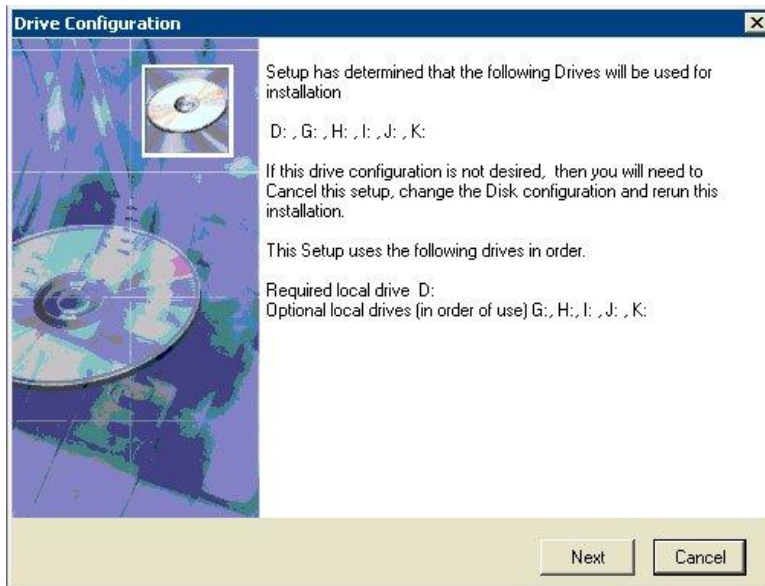 Drive Configuration
Setup has determined that the following Drives will be used for
installation
D: , G: , H: , I: , J: , K:
If this drive configuration is not desired, then you will need to
Cancel this setup, change the Disk configuration and rerun this
installation.
This Setup uses the following drives in order.
Required local drive D:
Optional local drives (in order of use) G:, H:, I: , J: , K:
Next
Cancel